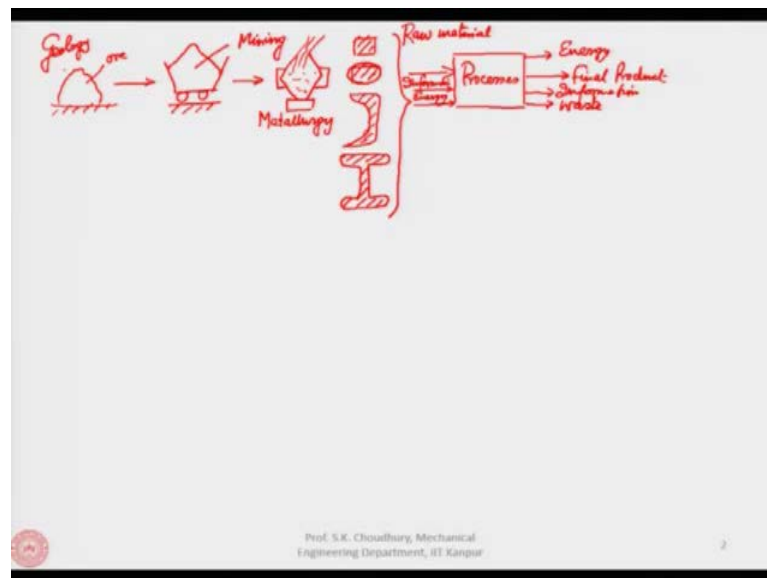 Geology
ore
Mining
Metallurgy
Raw material
Information
Energy
Processes
Energy
Final Product
Information
Waste
Prof. S.K. Choudhury, Mechanical
Engineering Department, IIT Kanpur
2